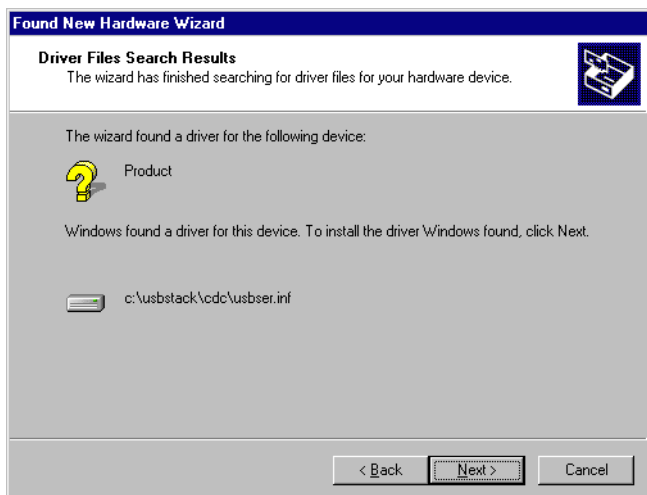 Found New Hardware Wizard
Driver Files Search Results
The wizard has finished searching for driver files for your hardware device.
The wizard found a driver for the following device:
Product
Windows found a driver for this device. To install the driver Windows found, click Next.
c:\usbstack\cdc\usbser.inf
< Back
Next >
Cancel